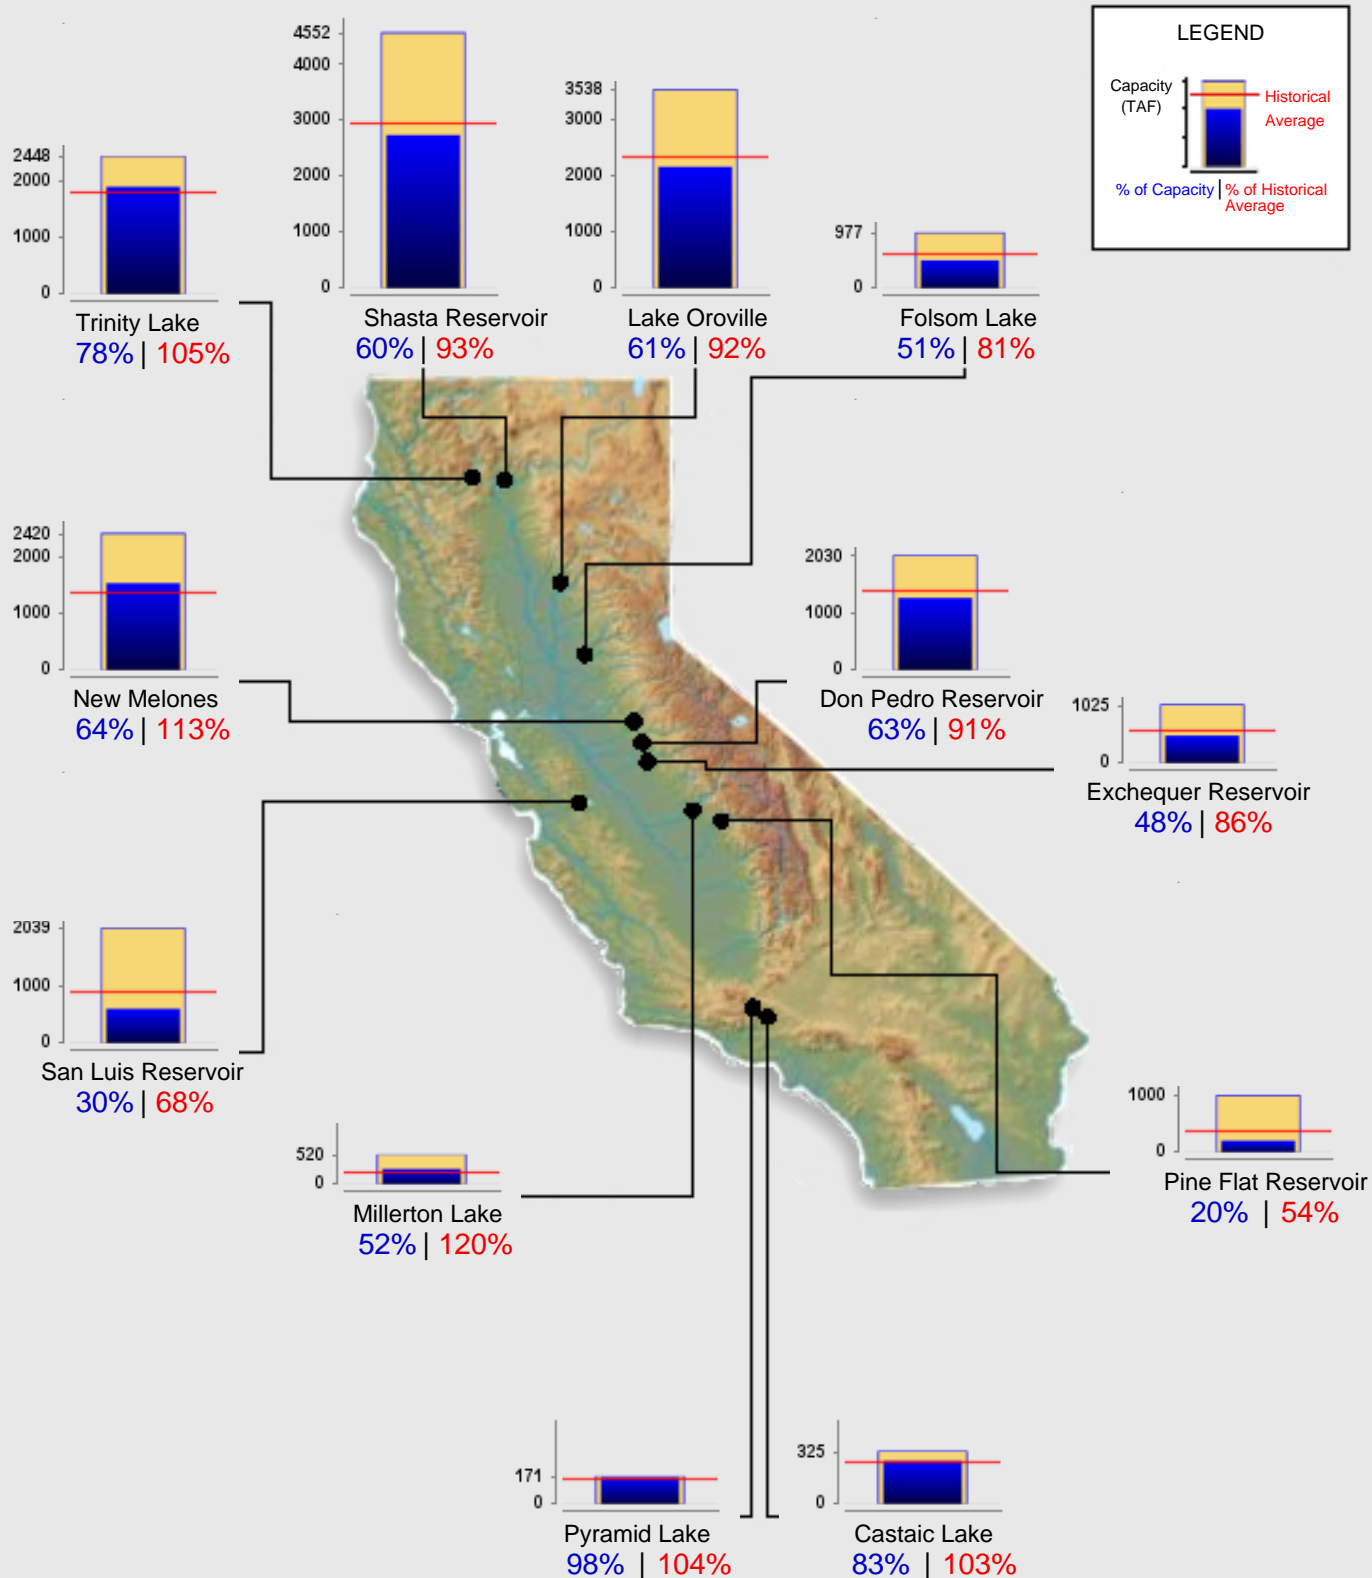 LEGEND
Capacity
(TAF)
Historical
Average
% of Capacity | % of Historical
Average
4552
4000
3000
2000
1000
0
Shasta Reservoir
60% | 93%
3538
3000
2000
1000
0
Lake Oroville
61% | 92%
2448
2000
1000
0
Trinity Lake
78% | 105%
977
0
Folsom Lake
51% | 81%
2420
2000
1000
0
New Melones
64% | 113%
2030
1000
0
Don Pedro Reservoir
63% | 91%
1025
0
Exchequer Reservoir
48% | 86%
2039
1000
0
San Luis Reservoir
30% | 68%
520
0
Millerton Lake
52% | 120%
1000
0
Pine Flat Reservoir
20% | 54%
171
0
Pyramid Lake
98% | 104%
325
0
Castaic Lake
83% | 103%